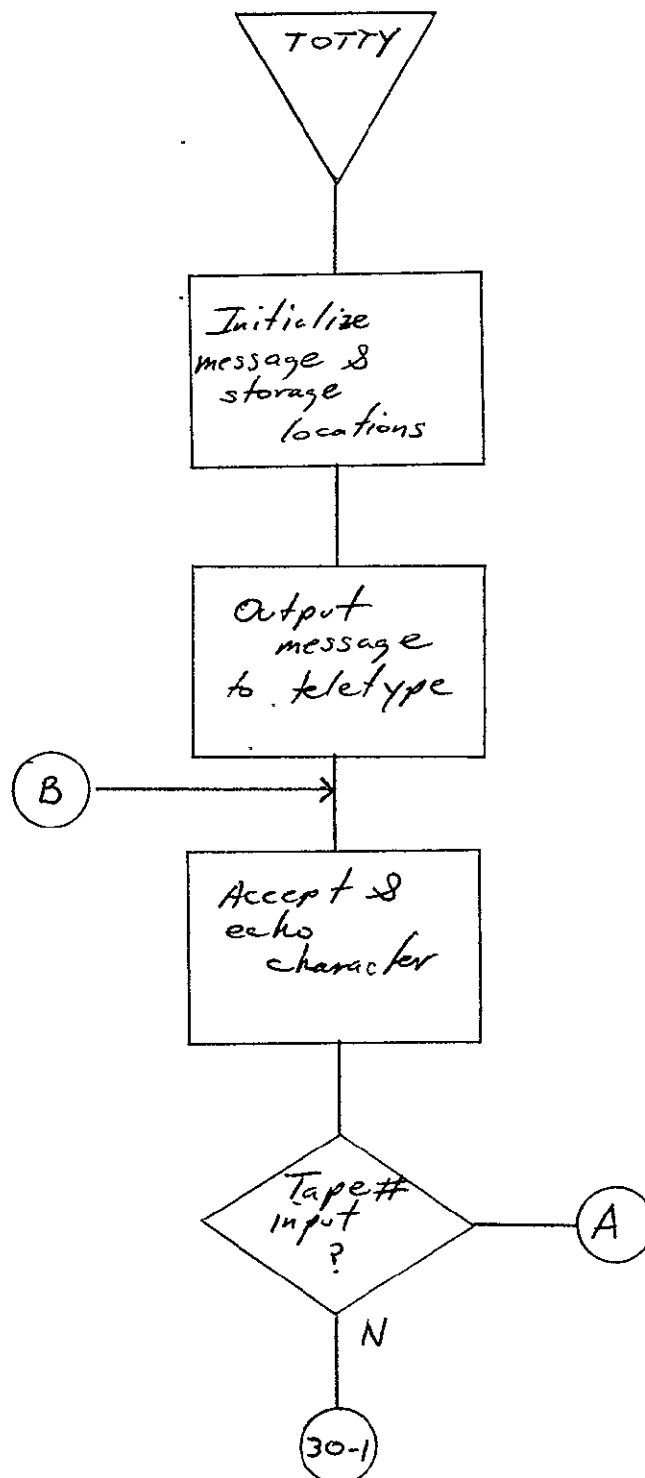 TOTTY
Initialize
message &
storage
locations
Output
message
to teletype
B
Accept &
echo
character
Tape#
input
?
A
N
30-1